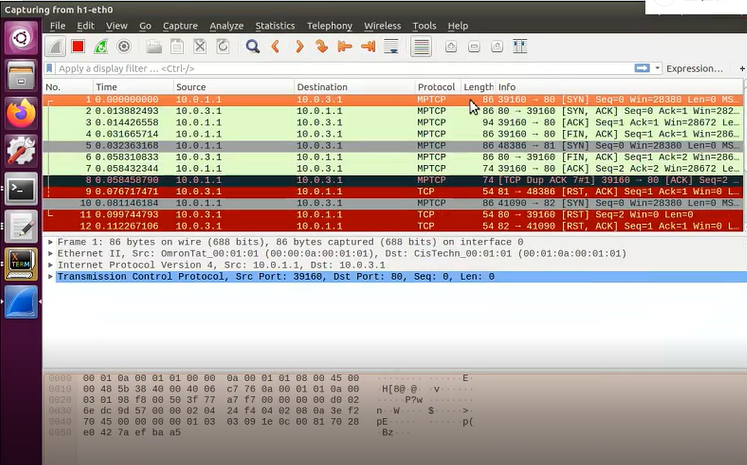 Capturing from h1-eth0
File Edit View Go Capture Analyze Statistics Telephony Wireless Tools Help
Apply a display filter ... <Ctrl-/> Expression... +
No. Time Source Destination Protocol Length Info
1 0.000000000 10.0.1.1 10.0.3.1 MPTCP 86 39160 → 80 [SYN] Seq=0 Win=28380 Len=0 MS…
2 0.013882493 10.0.3.1 10.0.1.1 MPTCP 86 80 → 39160 [SYN, ACK] Seq=0 Ack=1 Win=282…
3 0.014426558 10.0.1.1 10.0.3.1 MPTCP 94 39160 → 80 [ACK] Seq=1 Ack=1 Win=28672 Le…
4 0.031665714 10.0.1.1 10.0.3.1 MPTCP 86 39160 → 80 [FIN, ACK] Seq=1 Ack=1 Win=286…
5 0.032363168 10.0.1.1 10.0.3.1 MPTCP 86 48386 → 81 [SYN] Seq=0 Win=28380 Len=0 MS…
6 0.058310833 10.0.3.1 10.0.1.1 MPTCP 86 80 → 39160 [FIN, ACK] Seq=1 Ack=2 Win=286…
7 0.058432344 10.0.1.1 10.0.3.1 MPTCP 74 39160 → 80 [ACK] Seq=2 Ack=2 Win=28672 Le…
8 0.058458790 10.0.1.1 10.0.3.1 MPTCP 74 [TCP Dup ACK 7#1] 39160 → 80 [ACK] Seq=2 …
9 0.076717471 10.0.3.1 10.0.1.1 TCP 54 81 → 48386 [RST, ACK] Seq=1 Ack=1 Win=0 L…
10 0.081146184 10.0.1.1 10.0.3.1 MPTCP 86 41090 → 82 [SYN] Seq=0 Win=28380 Len=0 MS…
11 0.099744793 10.0.3.1 10.0.1.1 TCP 54 80 → 39160 [RST] Seq=2 Win=0 Len=0
12 0.112267106 10.0.3.1 10.0.1.1 TCP 54 82 → 41090 [RST, ACK] Seq=1 Ack=1 Win=0 L…
Frame 1: 86 bytes on wire (688 bits), 86 bytes captured (688 bits) on interface 0
Ethernet II, Src: OmronTat_00:01:01 (00:00:0a:00:01:01), Dst: CisTechn_00:01:01 (00:01:0a:00:01:01)
Internet Protocol Version 4, Src: 10.0.1.1, Dst: 10.0.3.1
Transmission Control Protocol, Src Port: 39160, Dst Port: 80, Seq: 0, Len: 0
0000 00 01 0a 00 01 01 00 00 0a 00 01 01 08 00 45 00 ........ ......E.
0010 00 48 5b 38 40 00 40 06 c7 76 0a 00 01 01 0a 00 .H[8@.@. .v......
0020 03 01 98 f8 00 50 3f 77 a7 f7 00 00 00 00 d0 02 .....P?w ........
0030 6e dc 9d 57 00 00 02 04 24 f4 04 02 08 0a 3e f2 n..W.... $.....>.
0040 70 45 00 00 00 00 01 03 03 09 1e 0c 00 81 70 28 pE...... ......p(
0050 e0 42 7a ef ba a5 .Bz...